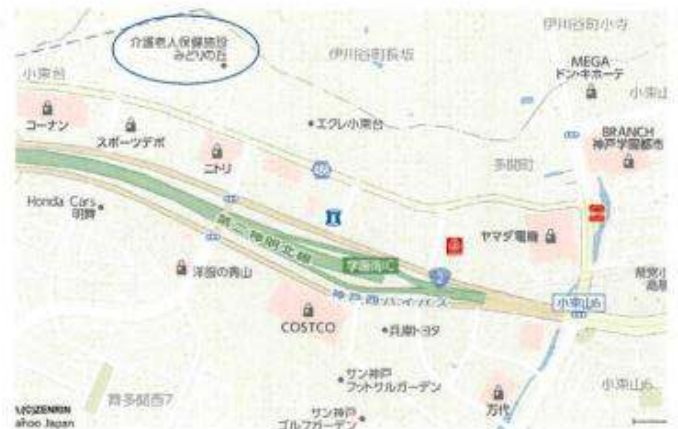 伊川谷町小寺
介護老人保健施設
みどりの丘
伊川谷町長坂
MEGA
ドン・キホーテ
小束台
小束山
コーナン
スポーツデポ
エクレ小束台
BRANCH
神戸学園都市
ニトリ
488
多聞町
Honda Cars
明舞
第二神明北線
ヤマダ電機
洋服の青山
学園南IC
2
神戸西バイパス
小束山6
COSTCO
兵庫トヨタ
サン神戸
フットサルガーデン
小束山6
舞多聞西7
万代
サン神戸
ゴルフガーデン
ZENRIN
ahoo Japan